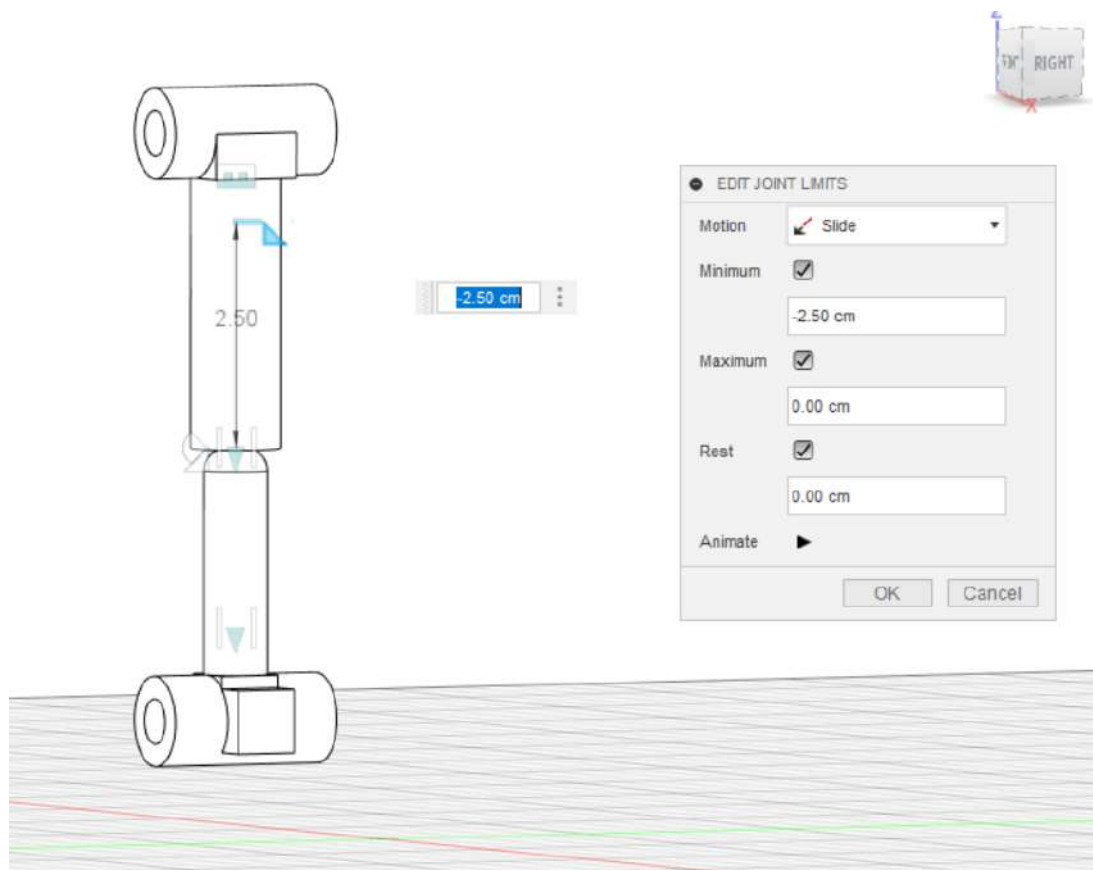 Z
RIGHT
X
EDIT JOINT LIMITS
Motion
Slide
Minimum
-2.50 cm
-2.50 cm
2.50
Maximum
0.00 cm
Rest
0.00 cm
Animate
OK
Cancel